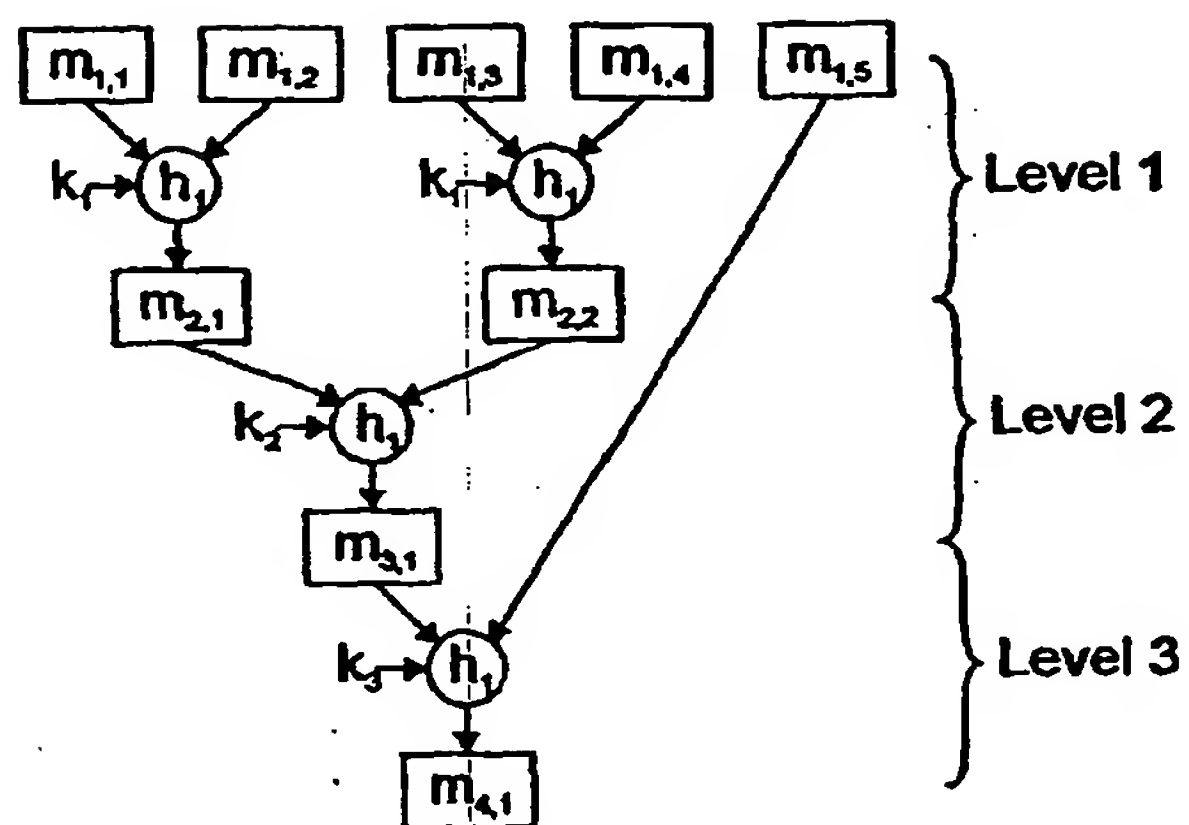 m1,1 m1,2 m1,3 m1,4 m1,5
k1 h1 k1 h1 Level 1
m2,1 m2,2
k2 h1 Level 2
m3,1
k3 h1 Level 3
m4,1